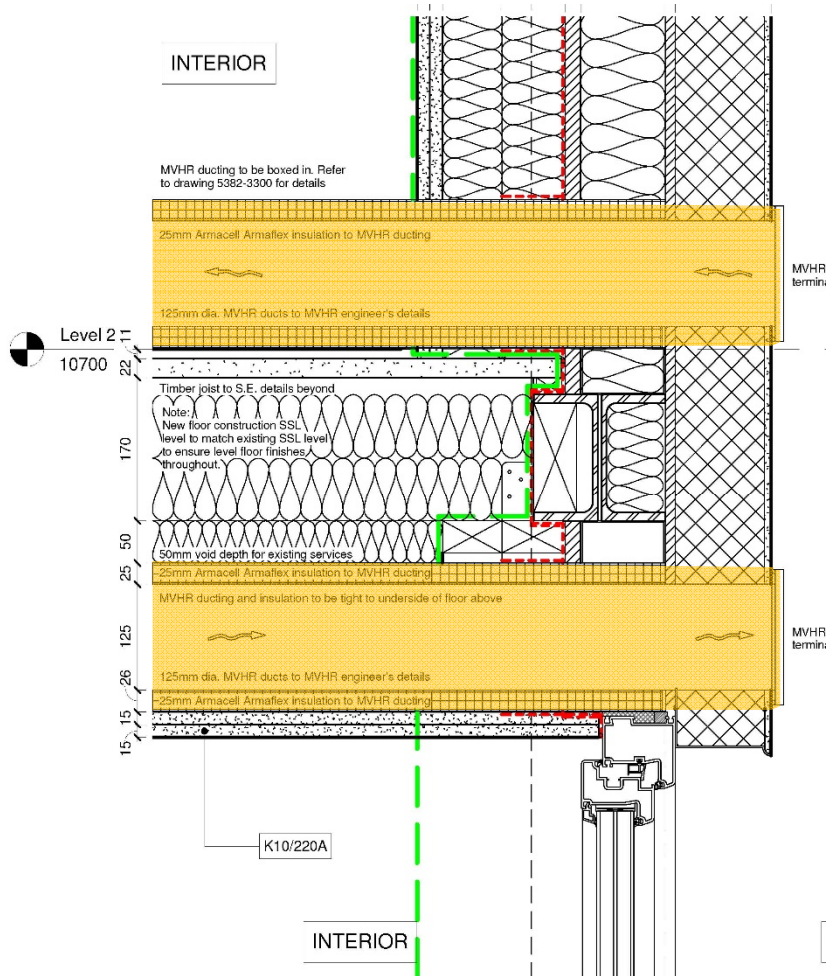 INTERIOR
MVHR ducting to be boxed in. Refer
to drawing 5382-3300 for details
25mm Armacell Armaflex insulation to MVHR ducting
125mm dia. MVHR ducts to MVHR engineer's details
MVHR
termina
Level 2
10700
11
22
Timber joist to S.E. details beyond
Note:
New floor construction SSL
level to match existing SSL level
to ensure level floor finishes
throughout.
170
50
50mm void depth for existing services
25
25mm Armacell Armaflex insulation to MVHR ducting
MVHR ducting and insulation to be tight to underside of floor above
125
MVHR
termina
125mm dia. MVHR ducts to MVHR engineer's details
26
25mm Armacell Armaflex insulation to MVHR ducting
15
15
K10/220A
INTERIOR